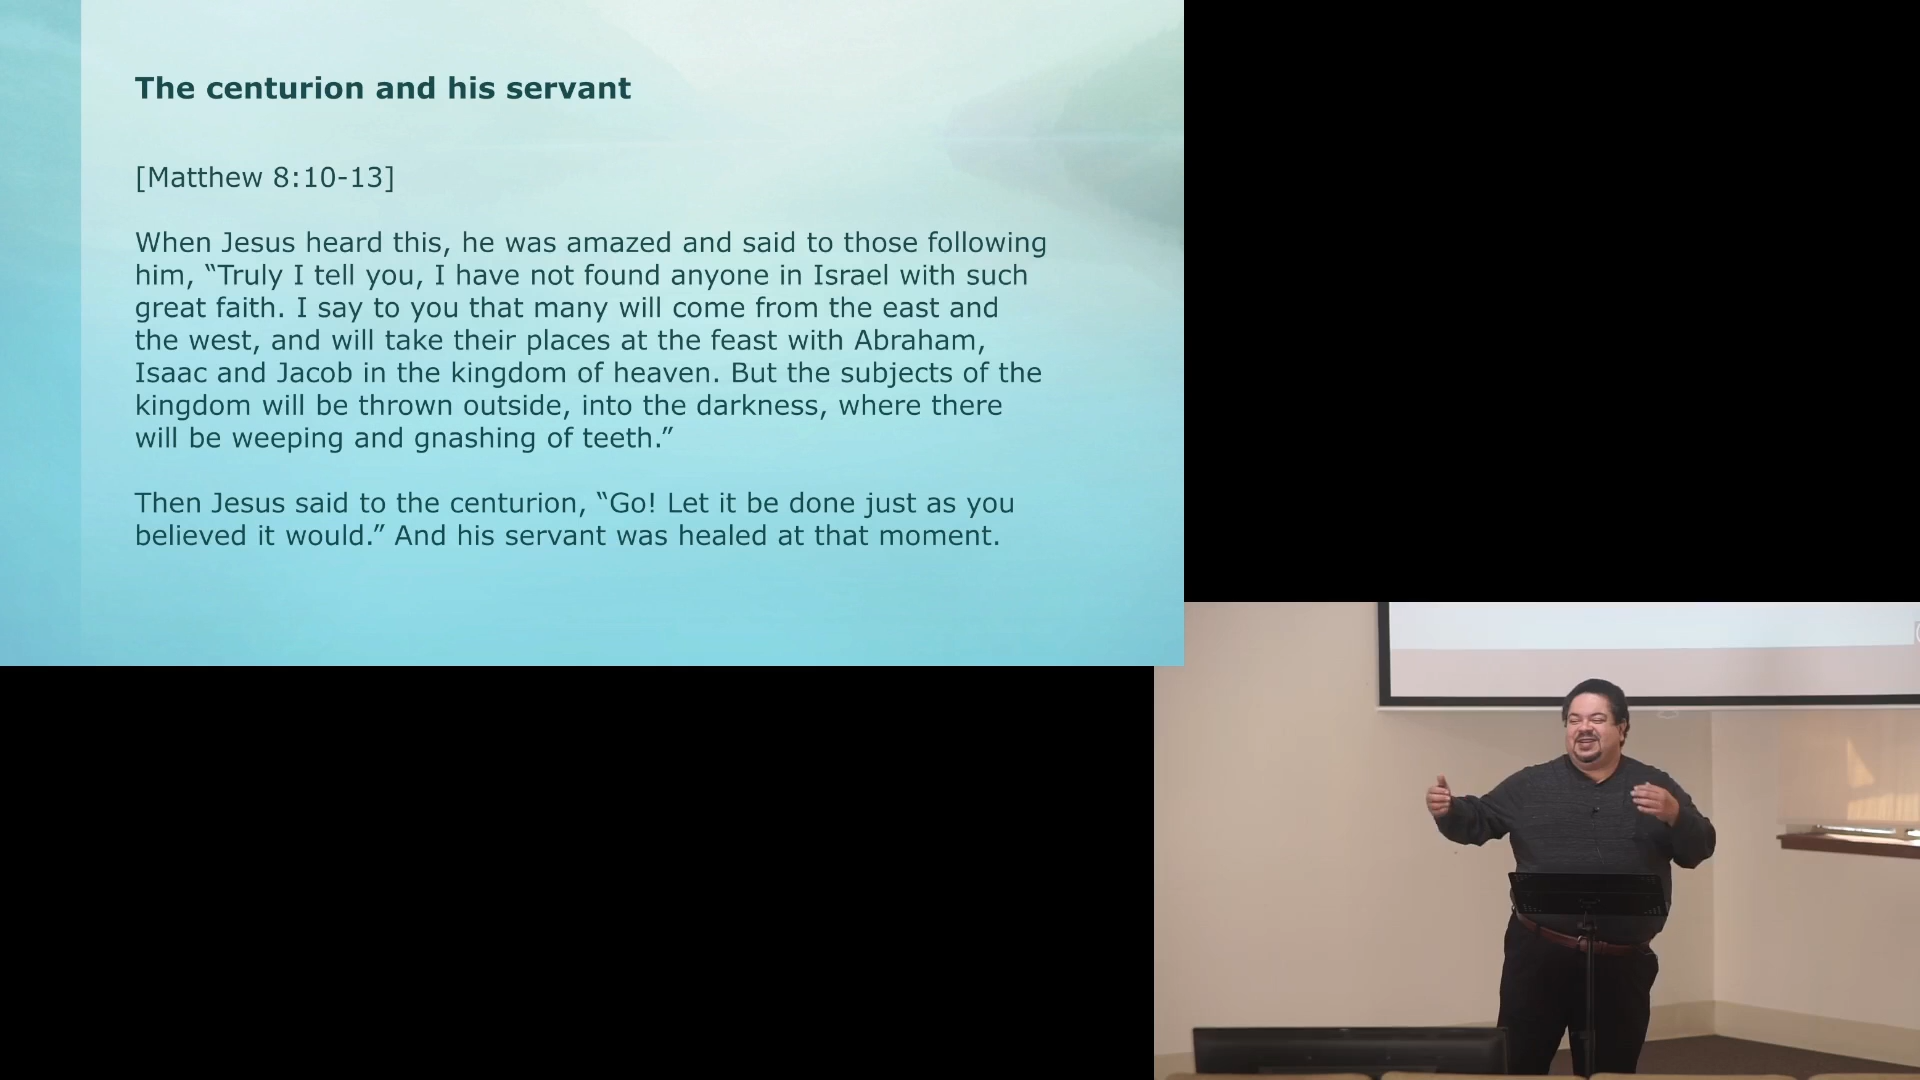 The centurion and his servant
[Matthew 8:10-13]
When Jesus heard this, he was amazed and said to those following
him, “Truly I tell you, I have not found anyone in Israel with such
great faith. I say to you that many will come from the east and
the west, and will take their places at the feast with Abraham,
Isaac and Jacob in the kingdom of heaven. But the subjects of the
kingdom will be thrown outside, into the darkness, where there
will be weeping and gnashing of teeth.”
Then Jesus said to the centurion, “Go! Let it be done just as you
believed it would.” And his servant was healed at that moment.